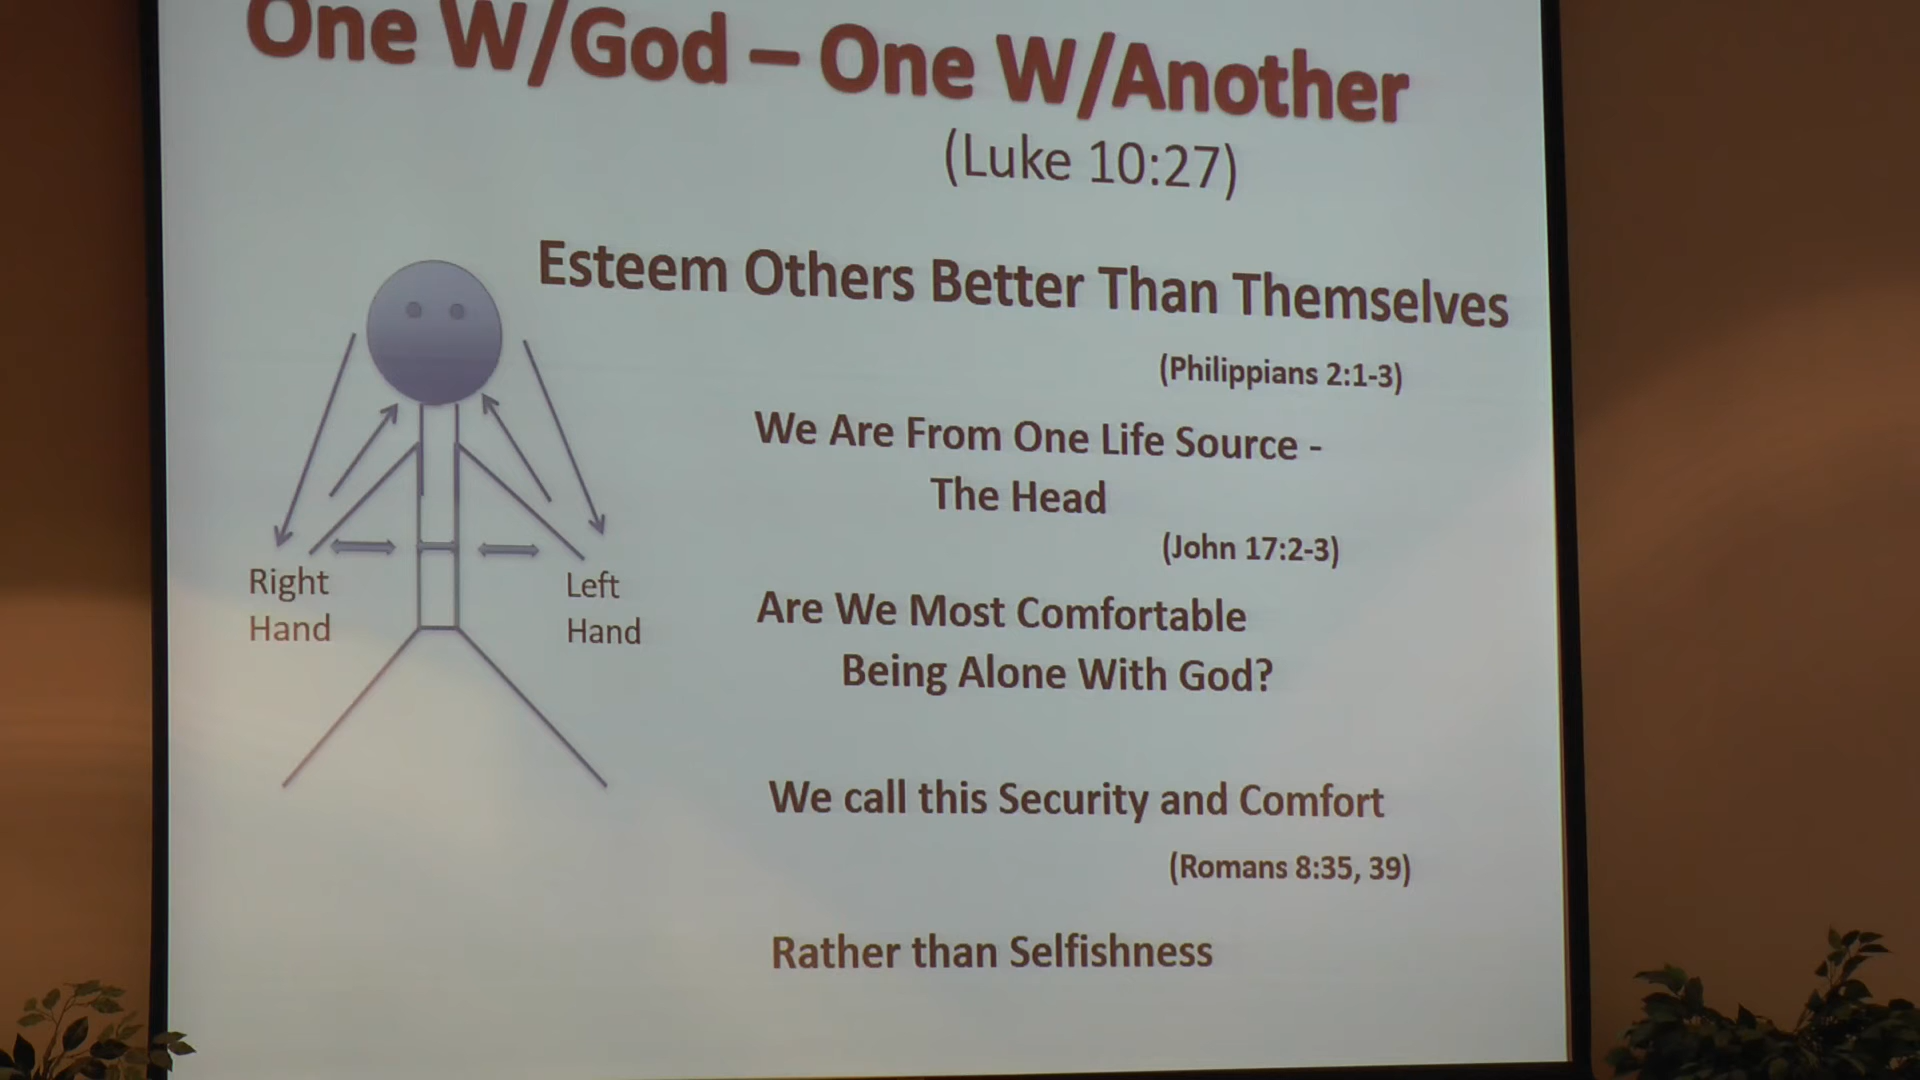 One W/God – One W/Another
(Luke 10:27)
Esteem Others Better Than Themselves
(Philippians 2:1-3)
We Are From One Life Source -
The Head
(John 17:2-3)
Right
Hand
Left
Hand
Are We Most Comfortable
Being Alone With God?
We call this Security and Comfort
(Romans 8:35, 39)
Rather than Selfishness